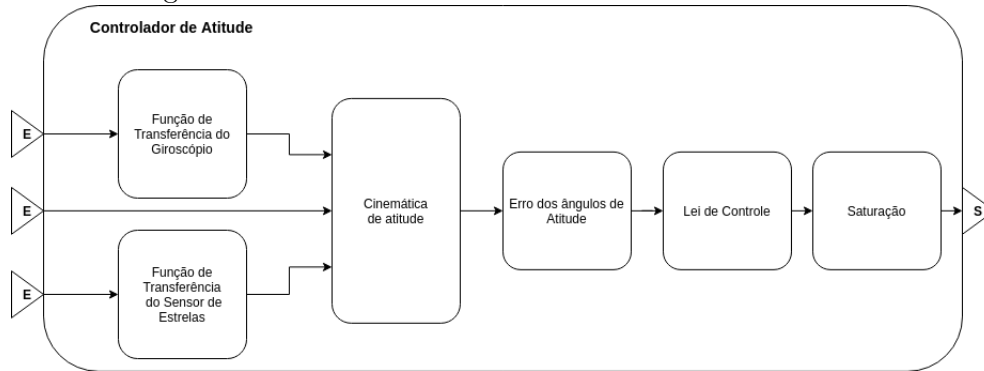 Controlador de Atitude
E
Função de
Transferência do
Giroscópio
E
Cinemática
de atitude
Erro dos ângulos de
Atitude
Lei de Controle
Saturação
S
E
Função de
Transferência
do Sensor de
Estrelas